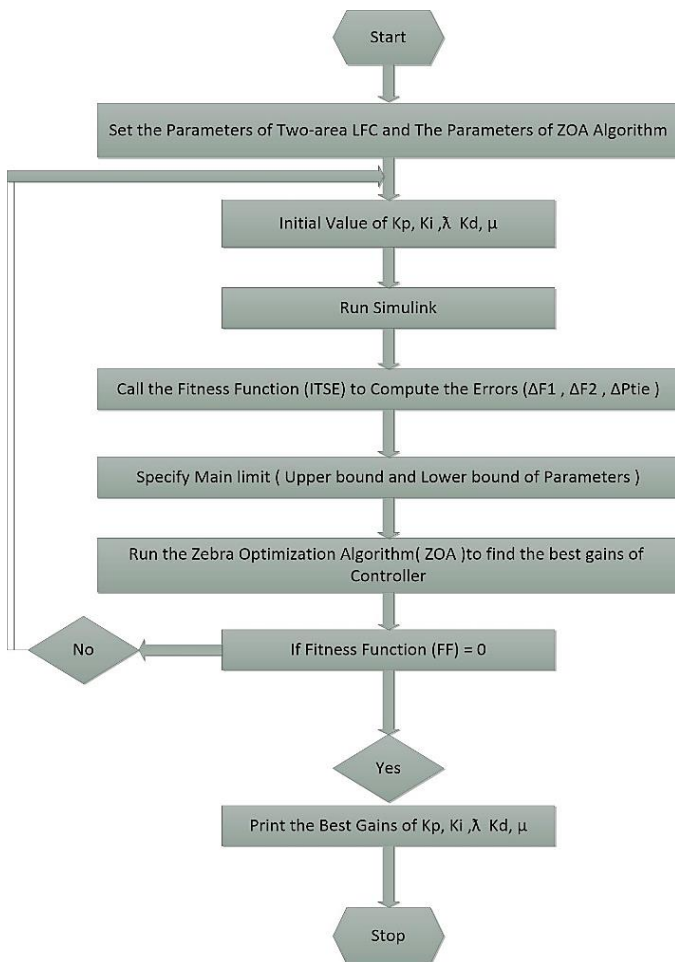 Start
Set the Parameters of Two-area LFC and The Parameters of ZOA Algorithm
Initial Value of Kp, Ki ,ƛ Kd, µ
Run Simulink
Call the Fitness Function (ITSE) to Compute the Errors (ΔF1 , ΔF2 , ΔPtie )
Specify Main limit ( Upper bound and Lower bound of Parameters )
Run the Zebra Optimization Algorithm( ZOA )to find the best gains of
Controller
No
If Fitness Function (FF) = 0
Yes
Print the Best Gains of Kp, Ki ,ƛ Kd, µ
Stop